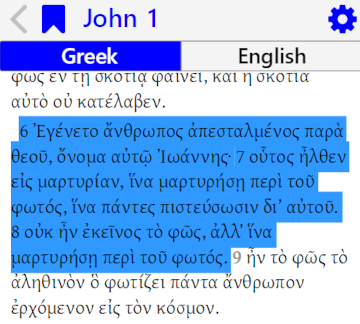 John 1
Greek
English
φῶς ἐν τῇ σκοτίᾳ φαίνει, καὶ ἡ σκοτία
αὐτὸ οὐ κατέλαβεν.
6 Ἐγένετο ἄνθρωπος ἀπεσταλμένος παρὰ
θεοῦ, ὄνομα αὐτῷ Ἰωάννης· 7 οὗτος ἦλθεν
εἰς μαρτυρίαν, ἵνα μαρτυρήσῃ περὶ τοῦ
φωτός, ἵνα πάντες πιστεύσωσιν δι’ αὐτοῦ.
8 οὐκ ἦν ἐκεῖνος τὸ φῶς, ἀλλ’ ἵνα
μαρτυρήσῃ περὶ τοῦ φωτός. 9 ἦν τὸ φῶς τὸ
ἀληθινὸν ὃ φωτίζει πάντα ἄνθρωπον
ἐρχόμενον εἰς τὸν κόσμον.